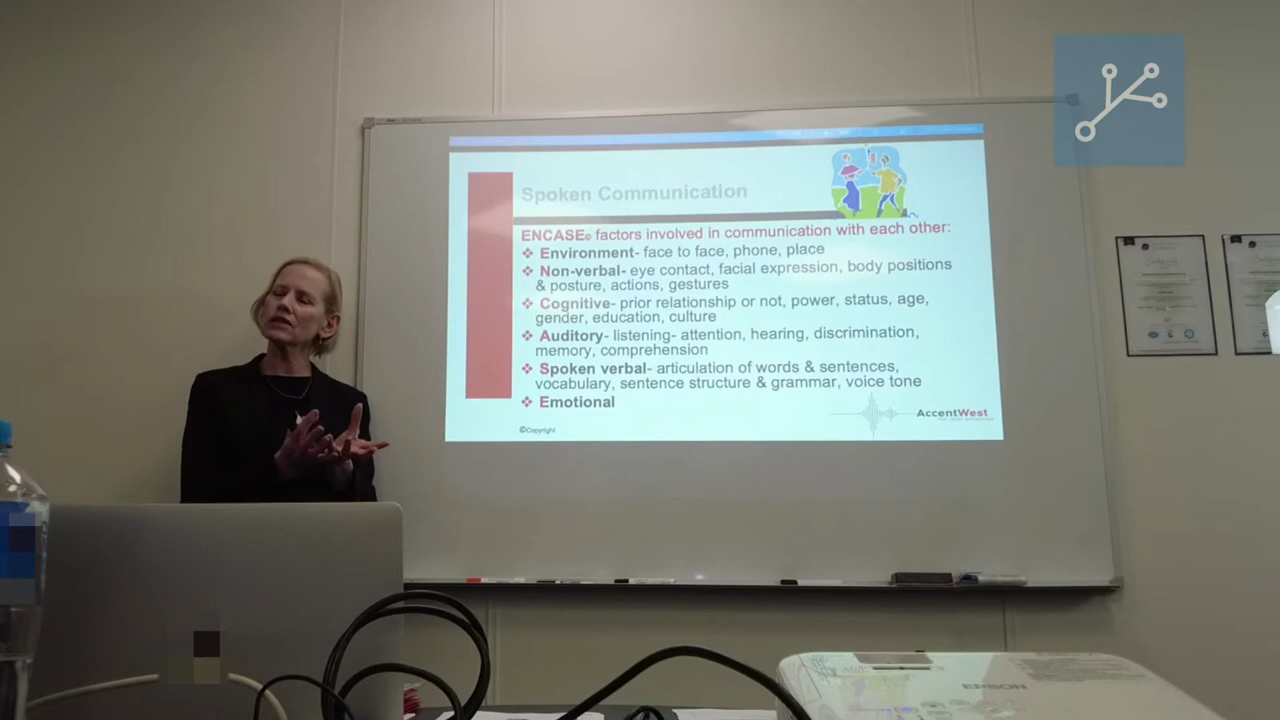 Spoken Communication
ENCASE© factors involved in communication with each other:
❖ Environment- face to face, phone, place
❖ Non-verbal- eye contact, facial expression, body positions
& posture, actions, gestures
❖ Cognitive- prior relationship or not, power, status, age,
gender, education, culture
❖ Auditory- listening- attention, hearing, discrimination,
memory, comprehension
❖ Spoken verbal- articulation of words & sentences,
vocabulary, sentence structure & grammar, voice tone
❖ Emotional
©Copyright
AccentWest
EPSON